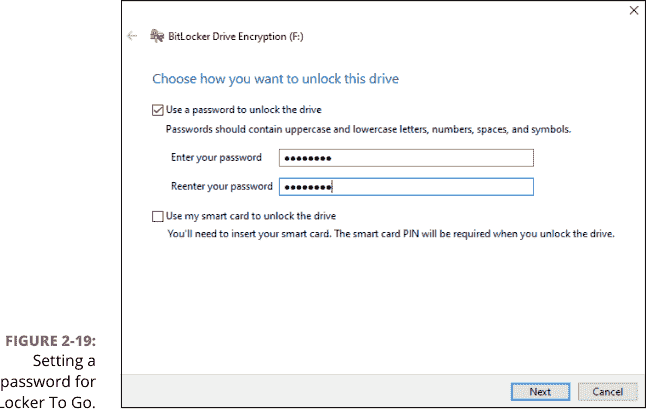 BitLocker Drive Encryption (F:)
Choose how you want to unlock this drive
Use a password to unlock the drive
Passwords should contain uppercase and lowercase letters, numbers, spaces, and symbols.
Enter your password ••••••••
Reenter your password ••••••••
Use my smart card to unlock the drive
You'll need to insert your smart card. The smart card PIN will be required when you unlock the drive.
FIGURE 2-19:
Setting a
password for
Locker To Go.
Next Cancel